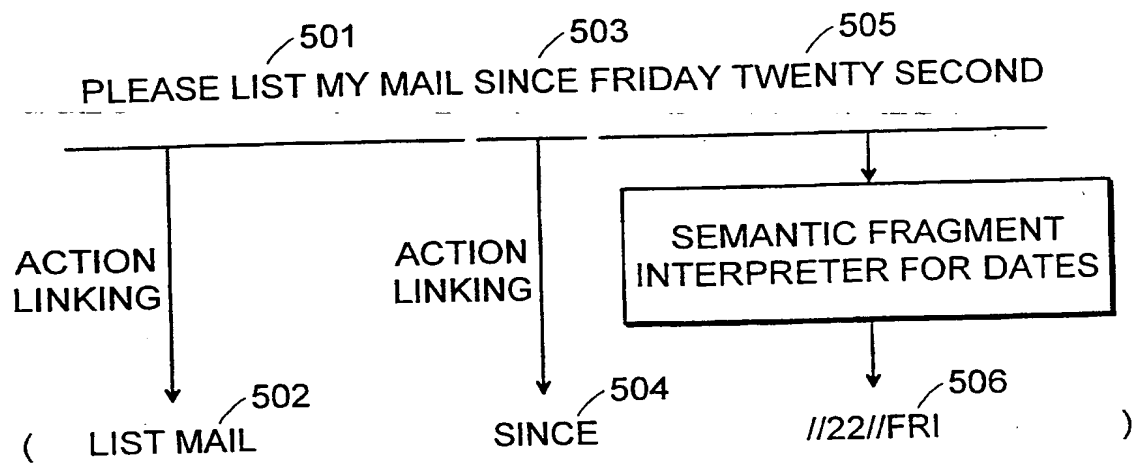 501 503 505
PLEASE LIST MY MAIL SINCE FRIDAY TWENTY SECOND
ACTION LINKING
ACTION LINKING
SEMANTIC FRAGMENT
INTERPRETER FOR DATES
502 504 506
( LIST MAIL SINCE //22//FRI )